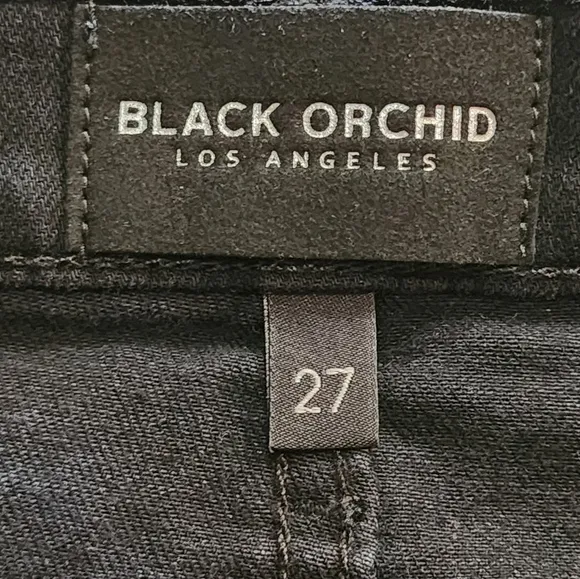 BLACK ORCHID
LOS ANGELES
27